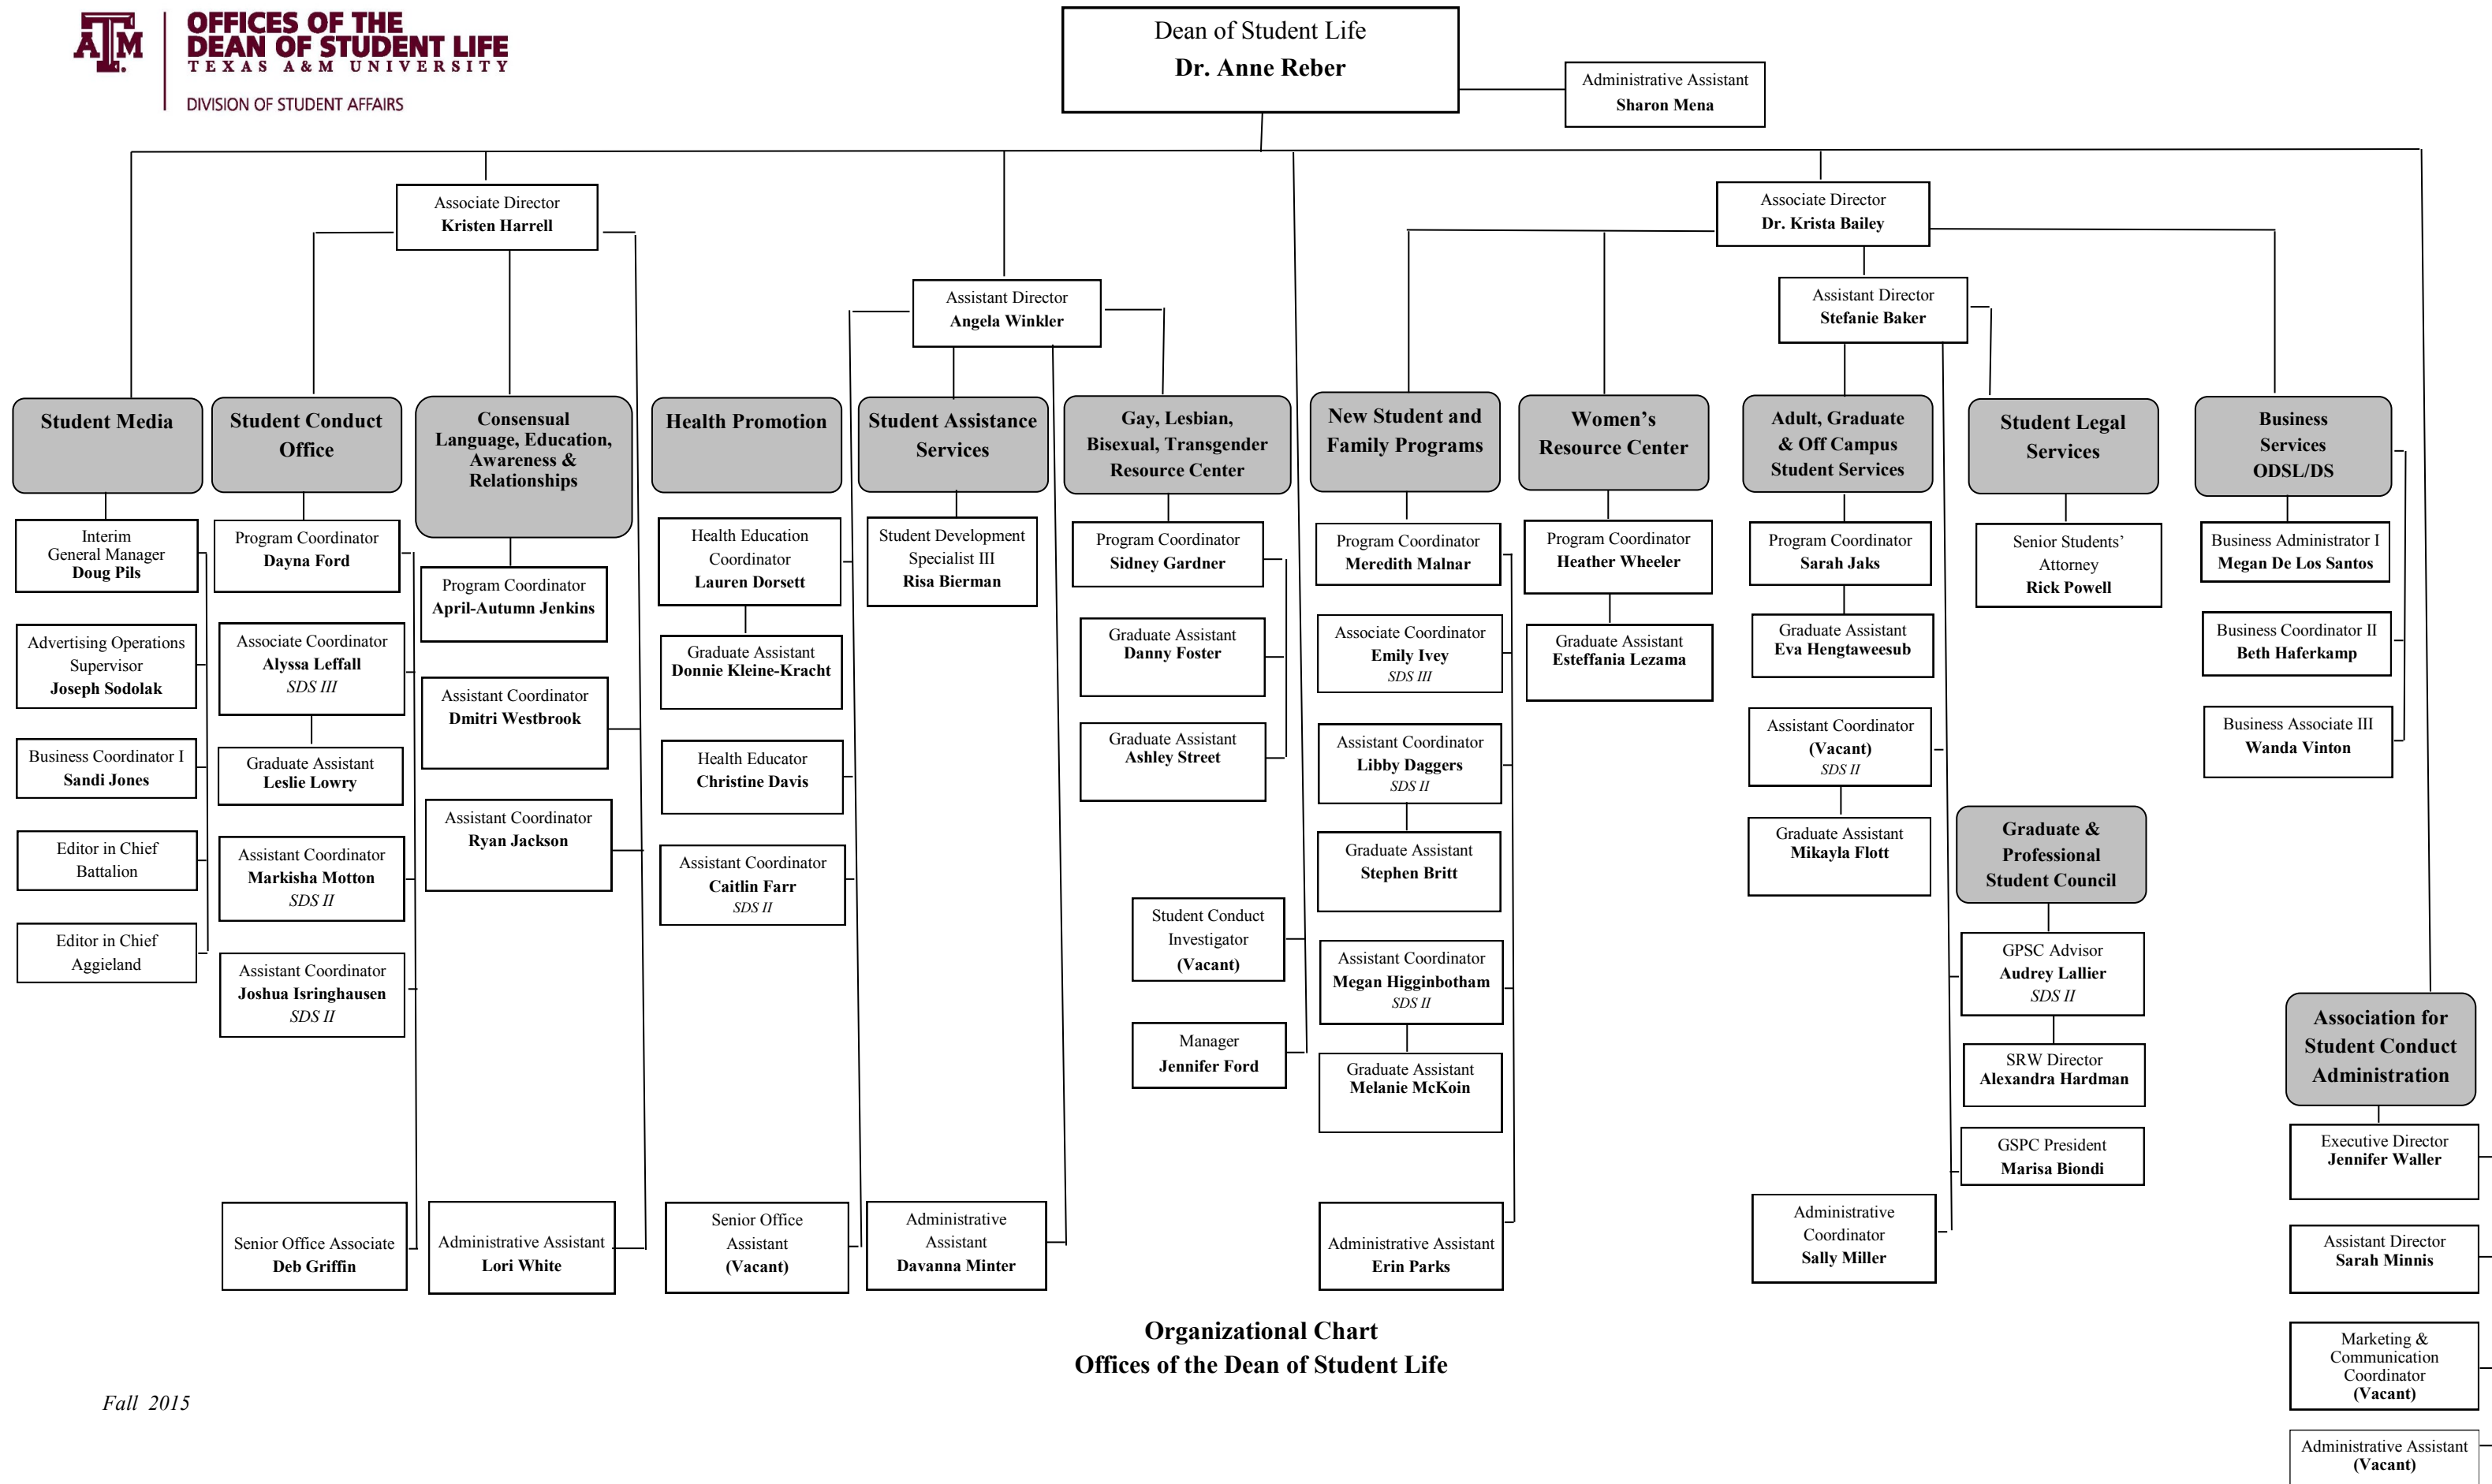 OFFICES OF THE
DEAN OF STUDENT LIFE
TEXAS A&M UNIVERSITY
DIVISION OF STUDENT AFFAIRS
Dean of Student Life
Dr. Anne Reber
Administrative Assistant
Sharon Mena
Associate Director
Kristen Harrell
Associate Director
Dr. Krista Bailey
Assistant Director
Angela Winkler
Assistant Director
Stefanie Baker
Student Media
Interim
General Manager
Doug Pils
Advertising Operations
Supervisor
Joseph Sodolak
Business Coordinator I
Sandi Jones
Editor in Chief
Battalion
Editor in Chief
Aggieland
Student Conduct
Office
Program Coordinator
Dayna Ford
Associate Coordinator
Alyssa Leffall
SDS III
Graduate Assistant
Leslie Lowry
Assistant Coordinator
Markisha Motton
SDS II
Assistant Coordinator
Joshua Isringhausen
SDS II
Senior Office Associate
Deb Griffin
Consensual
Language, Education,
Awareness &
Relationships
Program Coordinator
April-Autumn Jenkins
Assistant Coordinator
Dmitri Westbrook
Assistant Coordinator
Ryan Jackson
Administrative Assistant
Lori White
Health Promotion
Health Education
Coordinator
Lauren Dorsett
Graduate Assistant
Donnie Kleine-Kracht
Health Educator
Christine Davis
Assistant Coordinator
Caitlin Farr
SDS II
Senior Office
Assistant
(Vacant)
Student Assistance
Services
Student Development
Specialist III
Risa Bierman
Administrative
Assistant
Davanna Minter
Gay, Lesbian,
Bisexual, Transgender
Resource Center
Program Coordinator
Sidney Gardner
Graduate Assistant
Danny Foster
Graduate Assistant
Ashley Street
Student Conduct
Investigator
(Vacant)
Manager
Jennifer Ford
New Student and
Family Programs
Program Coordinator
Meredith Malnar
Associate Coordinator
Emily Ivey
SDS III
Assistant Coordinator
Libby Daggers
SDS II
Graduate Assistant
Stephen Britt
Assistant Coordinator
Megan Higginbotham
SDS II
Graduate Assistant
Melanie McKoin
Administrative Assistant
Erin Parks
Women's
Resource Center
Program Coordinator
Heather Wheeler
Graduate Assistant
Esteffania Lezama
Adult, Graduate
& Off Campus
Student Services
Program Coordinator
Sarah Jaks
Graduate Assistant
Eva Hengtaweesub
Assistant Coordinator
(Vacant)
SDS II
Graduate Assistant
Mikayla Flott
Administrative
Coordinator
Sally Miller
Student Legal
Services
Senior Students'
Attorney
Rick Powell
Graduate &
Professional
Student Council
GPSC Advisor
Audrey Lallier
SDS II
SRW Director
Alexandra Hardman
GSPC President
Marisa Biondi
Business
Services
ODSL/DS
Business Administrator I
Megan De Los Santos
Business Coordinator II
Beth Haferkamp
Business Associate III
Wanda Vinton
Association for
Student Conduct
Administration
Executive Director
Jennifer Waller
Assistant Director
Sarah Minnis
Marketing &
Communication
Coordinator
(Vacant)
Administrative Assistant
(Vacant)
Organizational Chart
Offices of the Dean of Student Life
Fall 2015